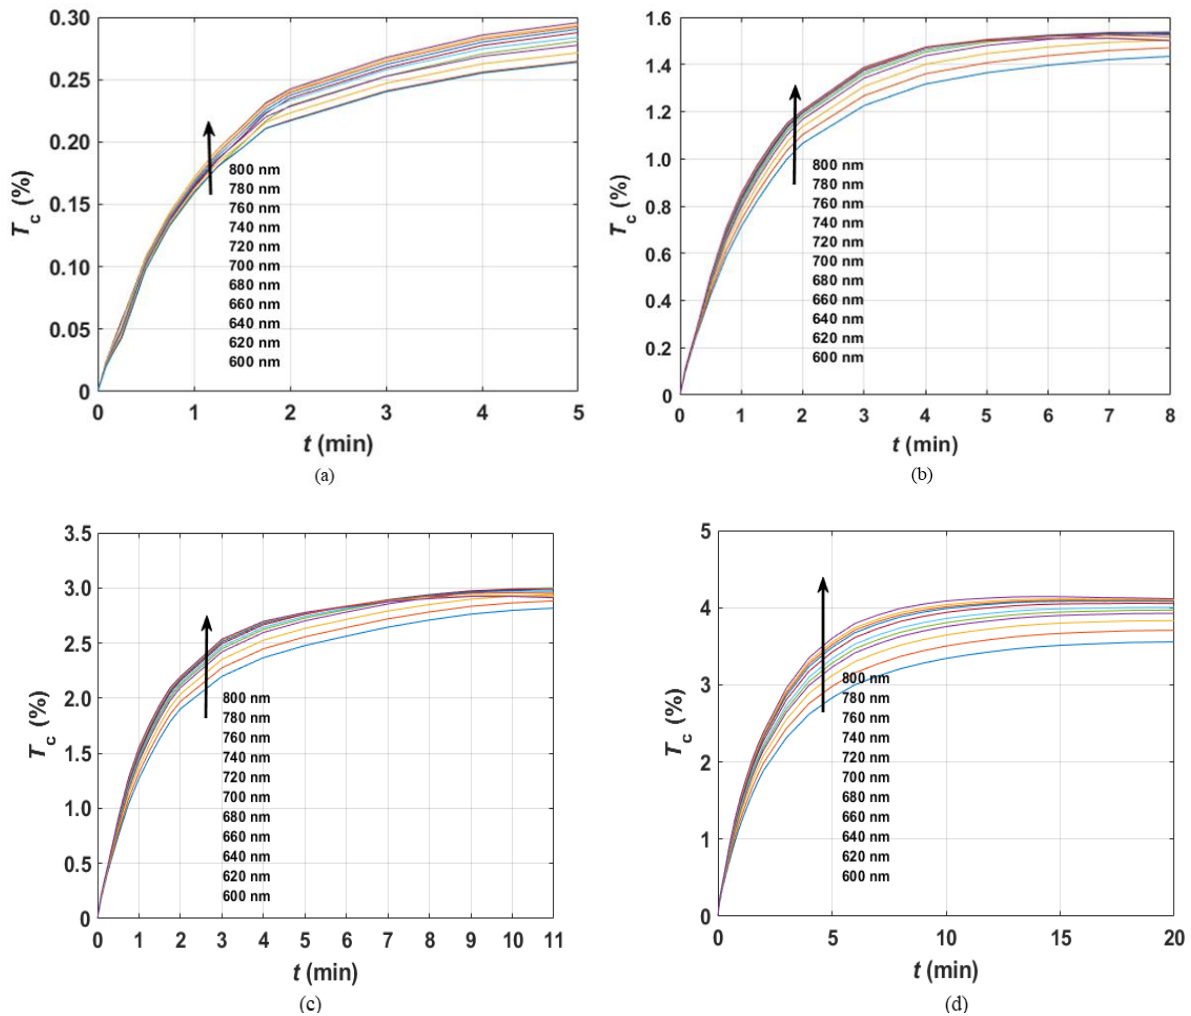 0.30
0.25
0.20
0.15
0.10
0.05
0
T_c (%)
800 nm
780 nm
760 nm
740 nm
720 nm
700 nm
680 nm
660 nm
640 nm
620 nm
600 nm
0 1 2 3 4 5
t (min)
(a)
1.6
1.4
1.2
1.0
0.8
0.6
0.4
0.2
0
T_c (%)
800 nm
780 nm
760 nm
740 nm
720 nm
700 nm
680 nm
660 nm
640 nm
620 nm
600 nm
0 1 2 3 4 5 6 7 8
t (min)
(b)
3.5
3.0
2.5
2.0
1.5
1.0
0.5
0
T_c (%)
800 nm
780 nm
760 nm
740 nm
720 nm
700 nm
680 nm
660 nm
640 nm
620 nm
600 nm
0 1 2 3 4 5 6 7 8 9 10 11
t (min)
(c)
5
4
3
2
1
0
T_c (%)
800 nm
780 nm
760 nm
740 nm
720 nm
700 nm
680 nm
660 nm
640 nm
620 nm
600 nm
0 5 10 15 20
t (min)
(d)